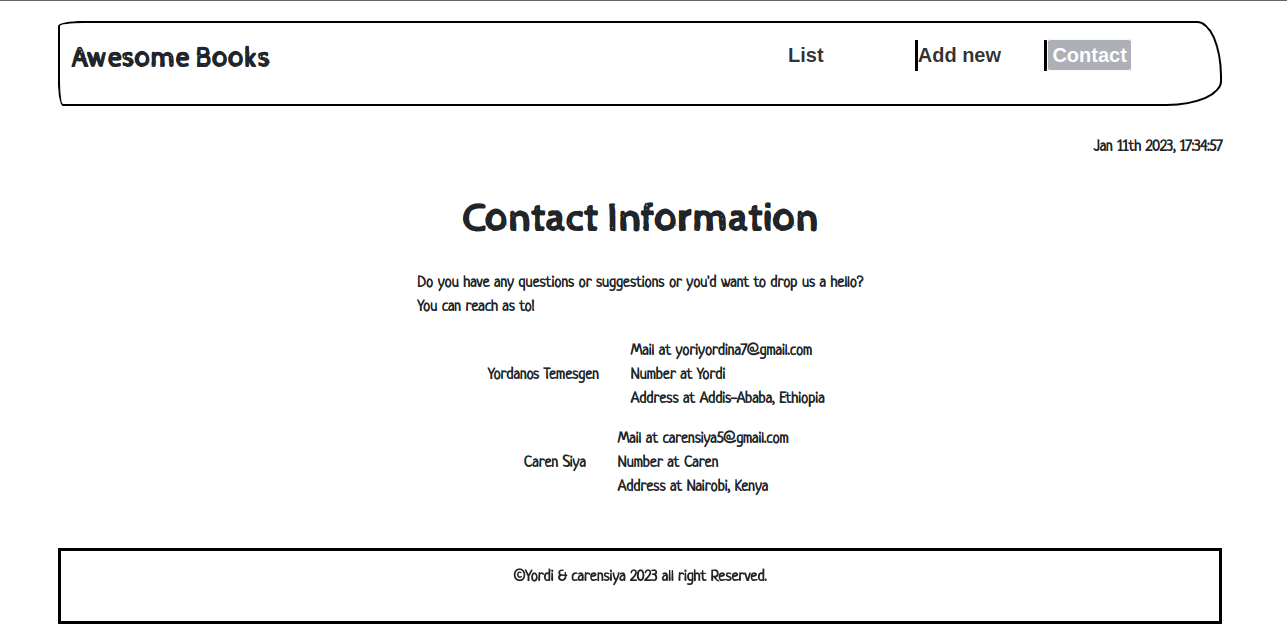 Awesome Books
List
Add new
Contact
Jan 11th 2023, 17:34:57
Contact Information
Do you have any questions or suggestions or you'd want to drop us a hello?
You can reach as to!
Yordanos Temesgen
Mail at yoriyordina7@gmail.com
Number at Yordi
Address at Addis-Ababa, Ethiopia
Caren Siya
Mail at carensiya5@gmail.com
Number at Caren
Address at Nairobi, Kenya
©Yordi & carensiya 2023 all right Reserved.